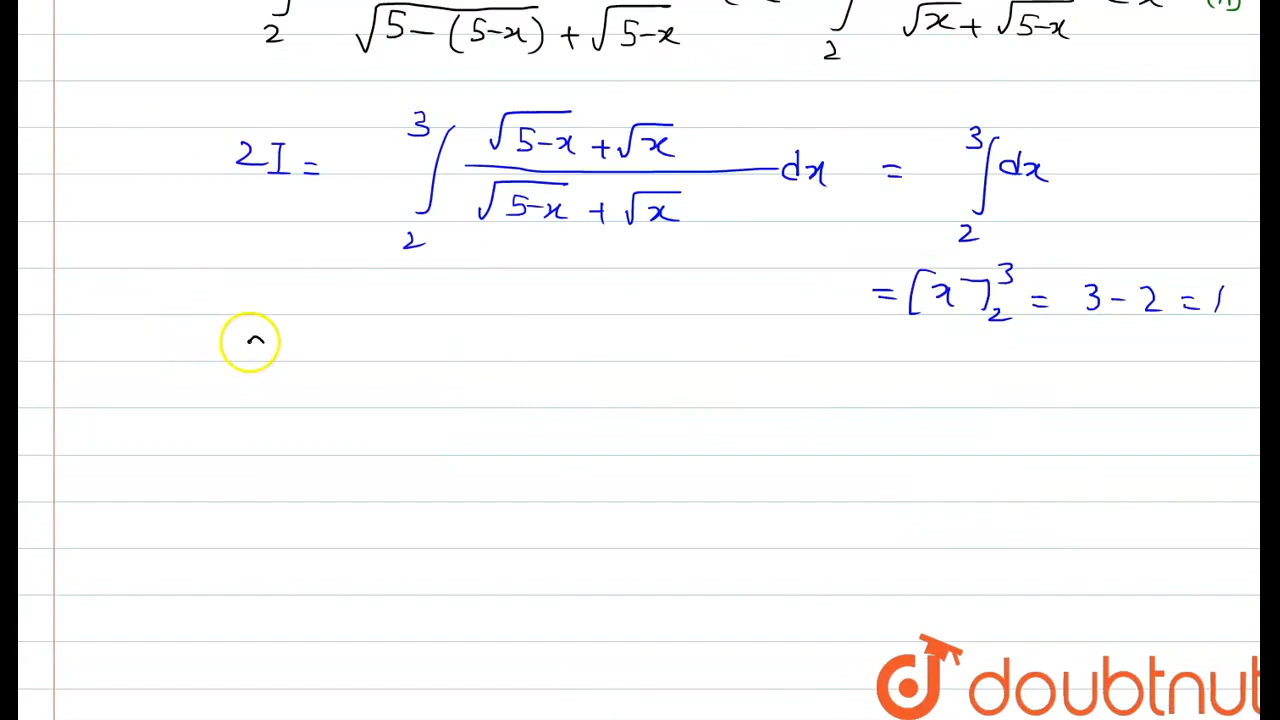 2 √5-(5-x) + √5-x 2 √x + √5-x
2I = ∫₂³ (√5-x + √x)/(√5-x + √x) dx = ∫₂³ dx
= [x]₂³ = 3 - 2 = 1
doubtnut